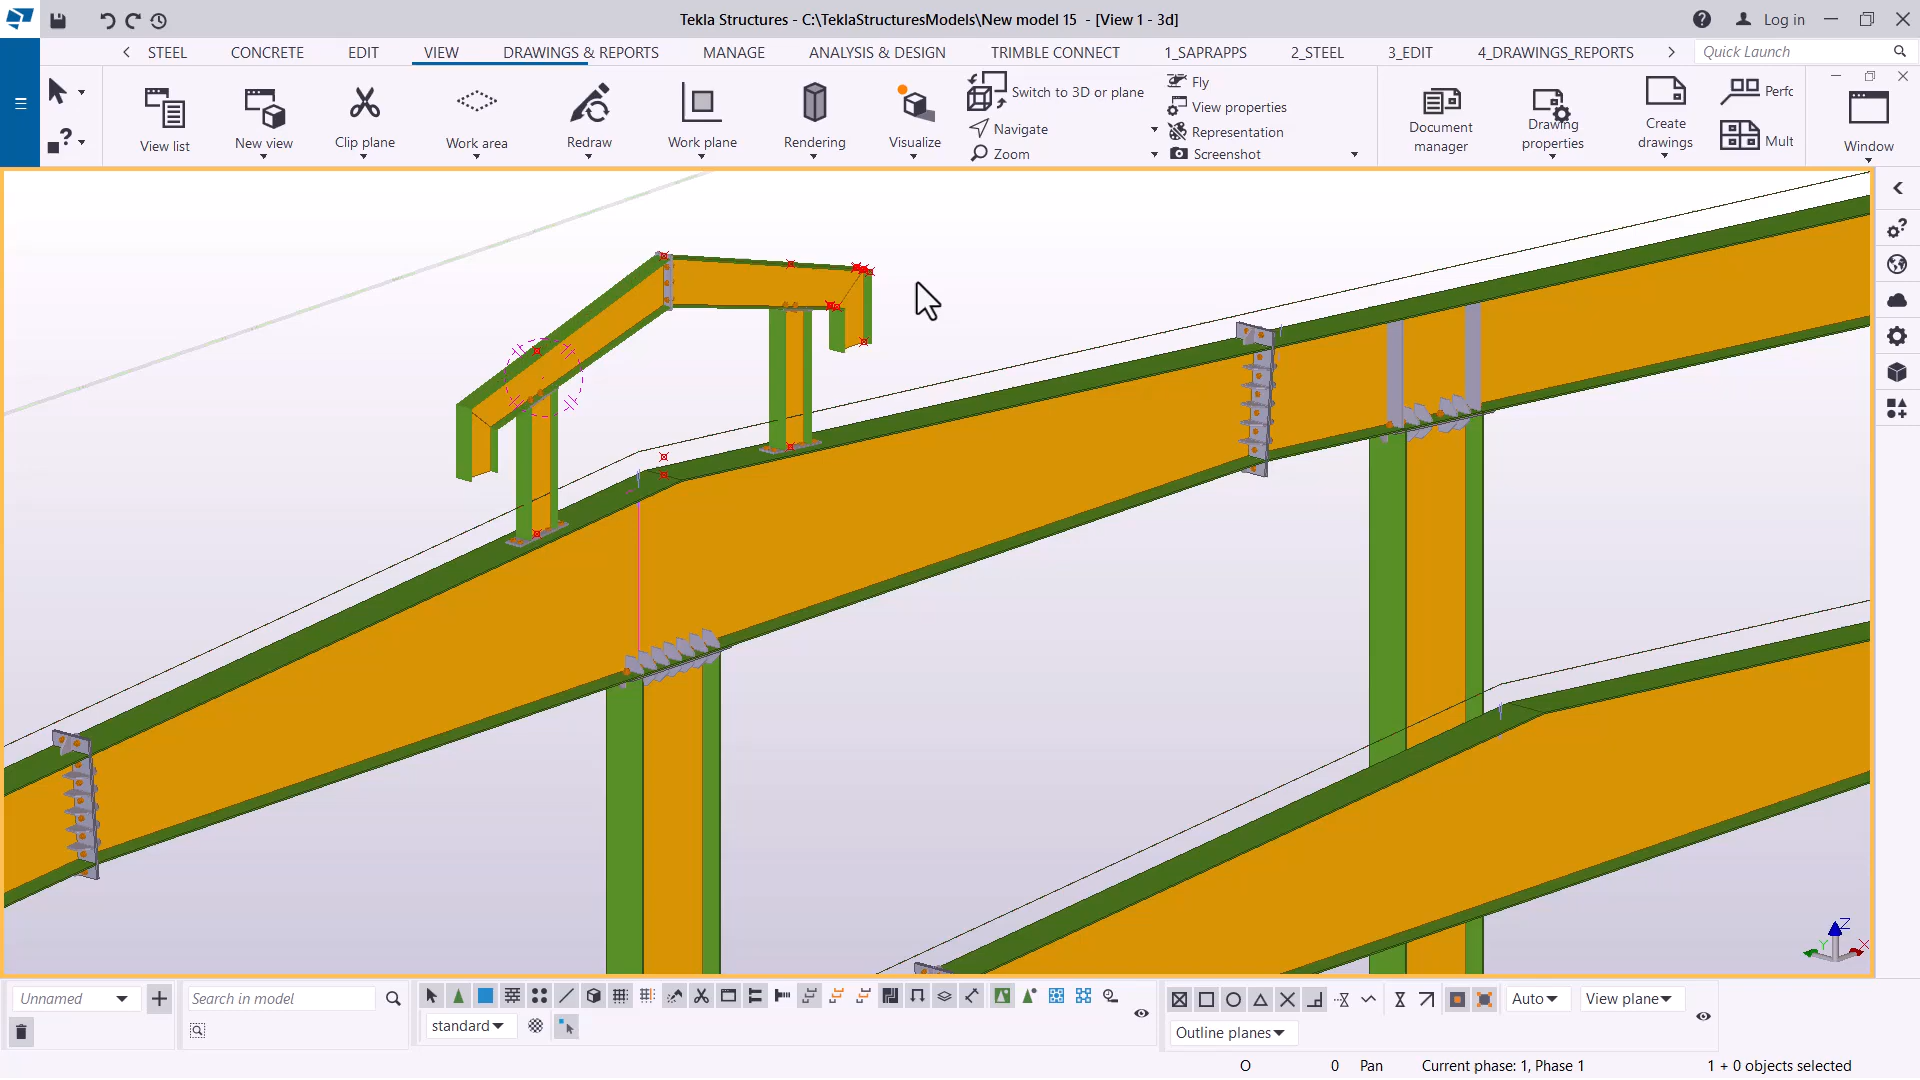 Tekla Structures - C:\TeklaStructuresModels\New model 15 - [View 1 - 3d]
Log in
STEEL CONCRETE EDIT VIEW DRAWINGS & REPORTS MANAGE ANALYSIS & DESIGN TRIMBLE CONNECT 1_SAPRAPPS 2_STEEL 3_EDIT 4_DRAWINGS_REPORTS
Quick Launch
View list
New view
Clip plane
Work area
Redraw
Work plane
Rendering
Visualize
Switch to 3D or plane
Navigate
Zoom
Fly
View properties
Representation
Screenshot
Document
manager
Drawing
properties
Create
drawings
Perfc
Mult
Window
Z
Y
X
Unnamed
Search in model
standard
Auto
View plane
Outline planes
O
0
Pan
Current phase: 1, Phase 1
1 + 0 objects selected